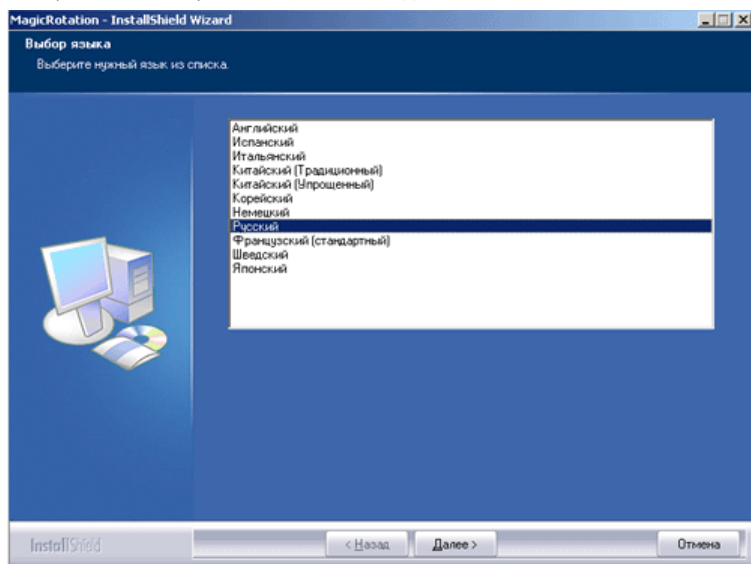 MagicRotation - InstallShield Wizard
Выбор языка
Выберите нужный язык из списка.
Английский
Испанский
Итальянский
Китайский (Традиционный)
Китайский (Упрощенный)
Корейский
Немецкий
Русский
Французский (стандартный)
Шведский
Японский
InstallShield
< Назад
Далее >
Отмена